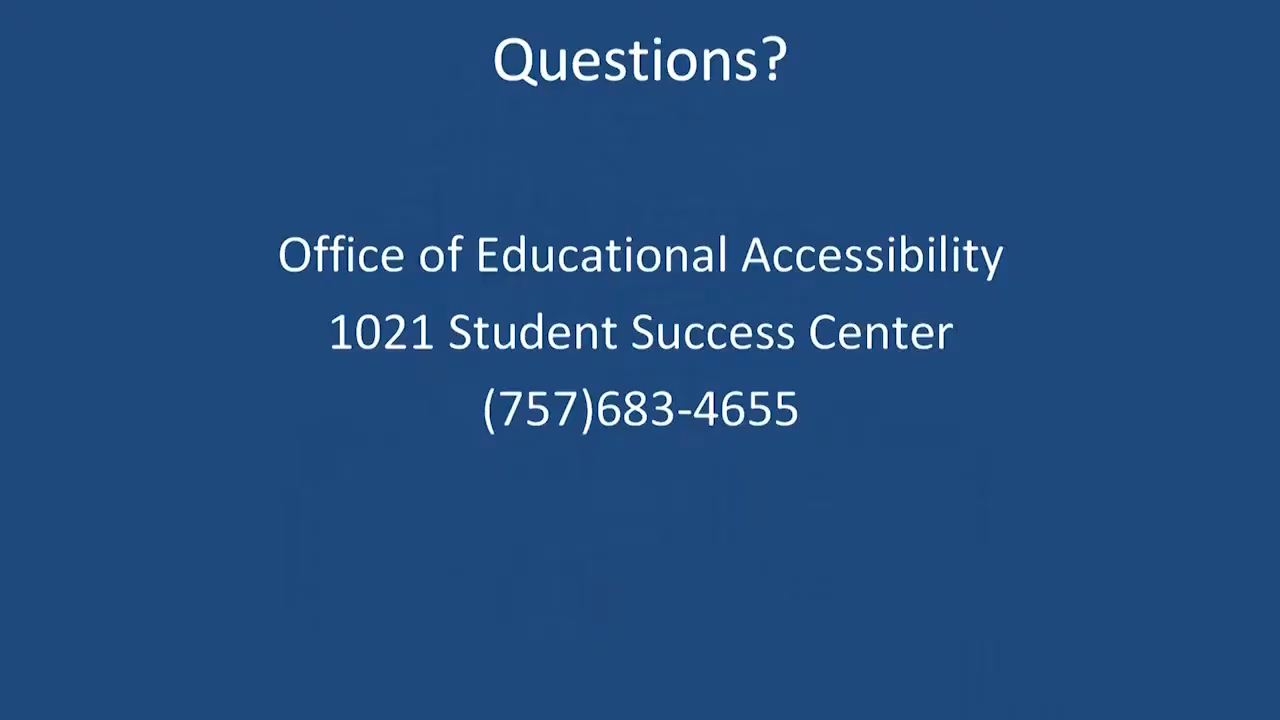 Questions?
Office of Educational Accessibility
1021 Student Success Center
(757)683-4655